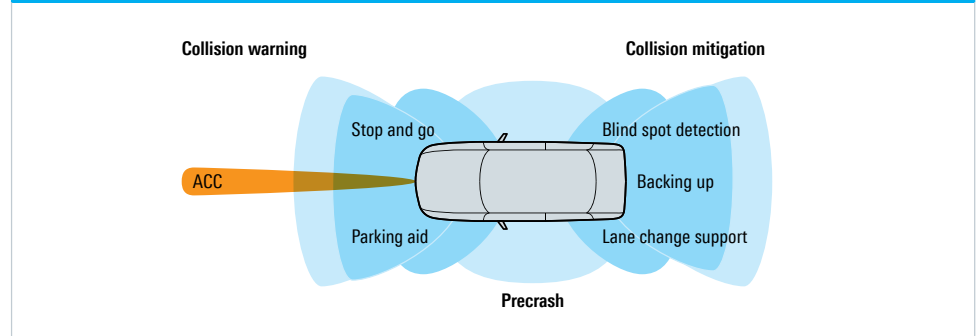 Collision warning
Collision mitigation
Stop and go
Blind spot detection
ACC
Backing up
Parking aid
Lane change support
Precrash